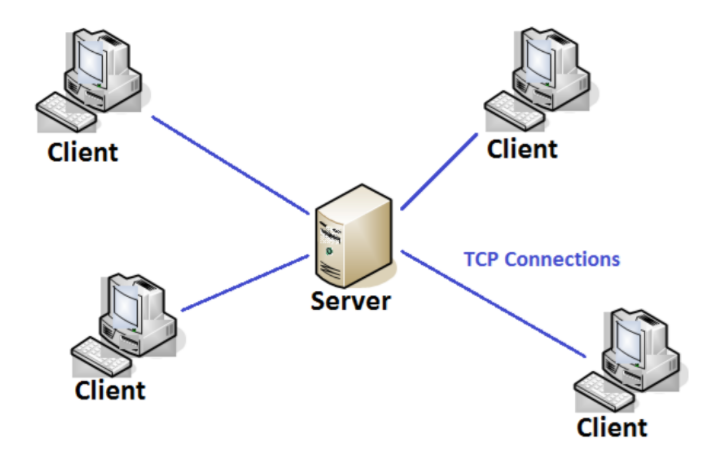 Client
Client
Server
TCP Connections
Client
Client